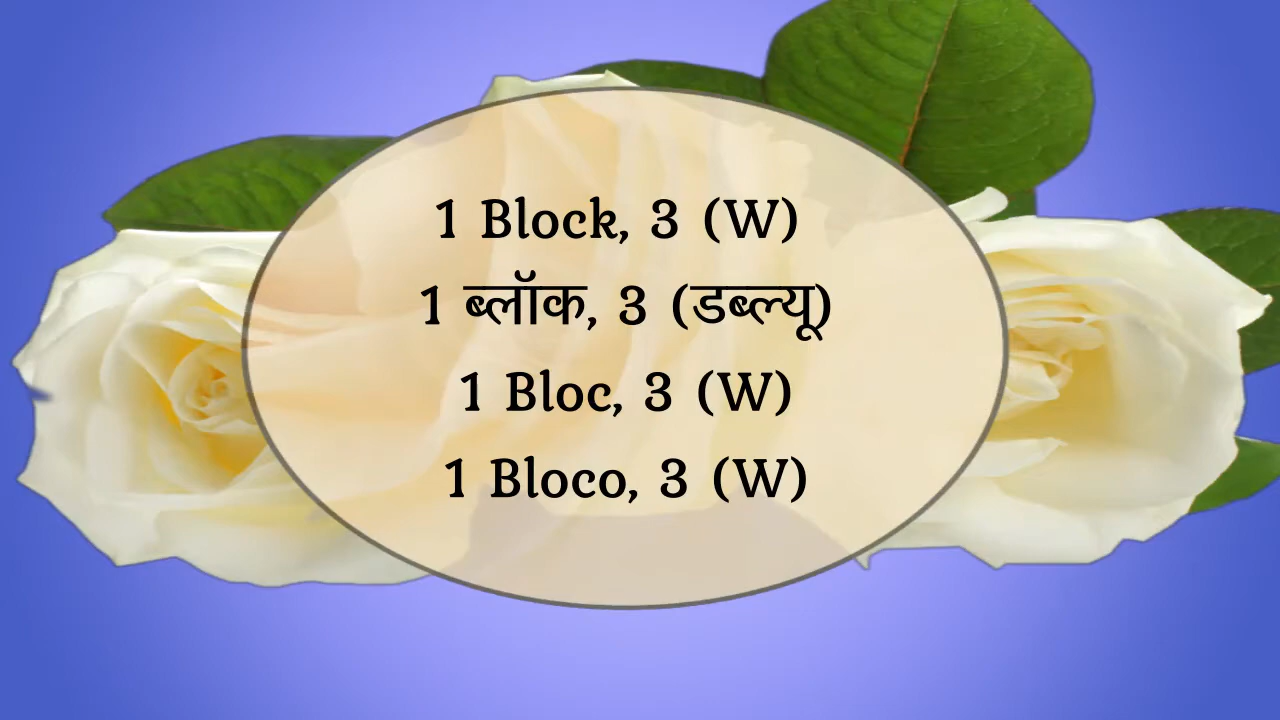 1 Block, 3 (W)
1 ब्लॉक, 3 (डब्ल्यू)
1 Bloc, 3 (W)
1 Bloco, 3 (W)